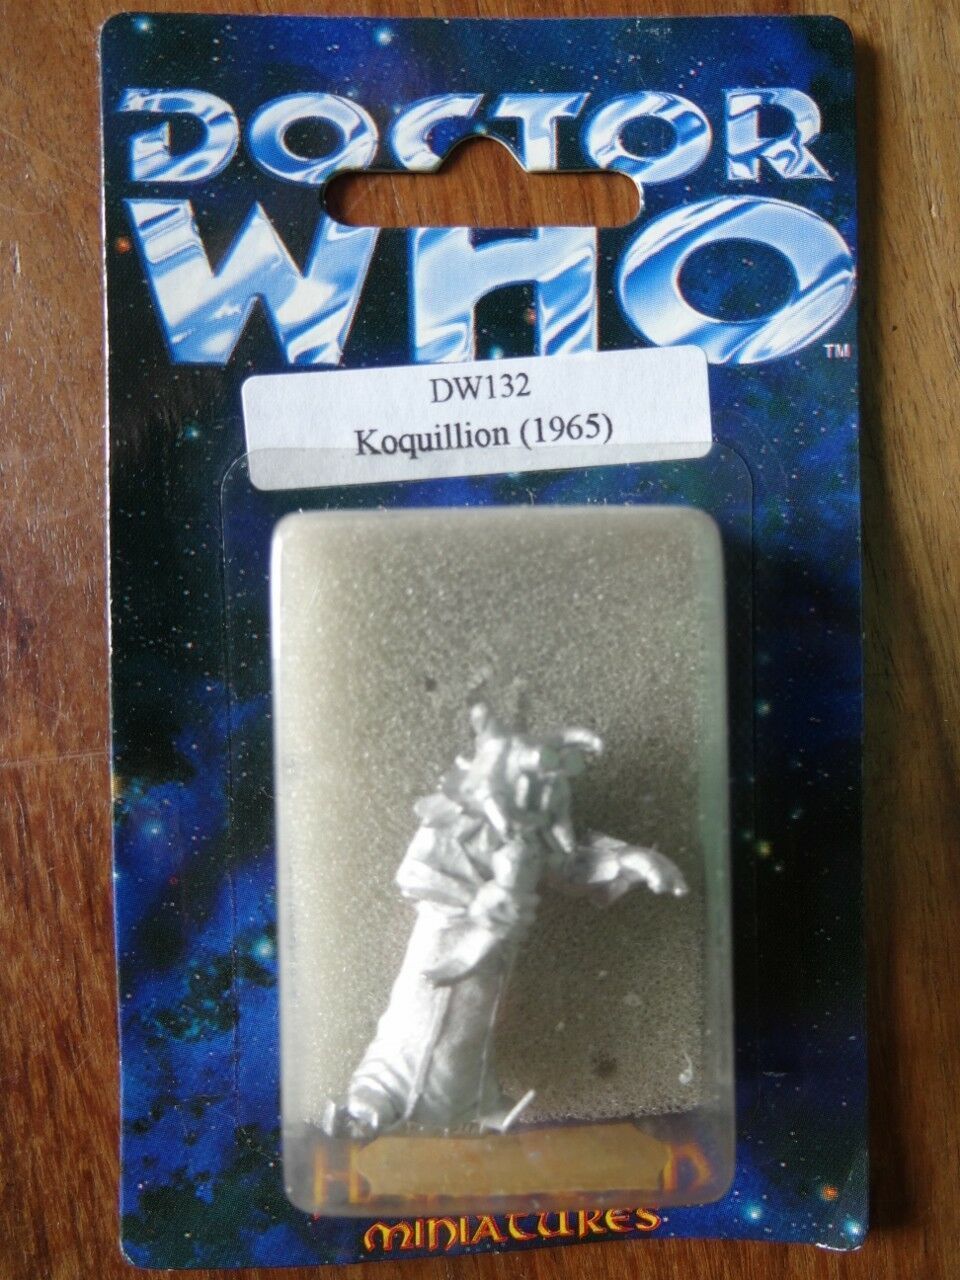 DOCTOR
WHO
TM
DW132
Koquillion (1965)
MINIATURES